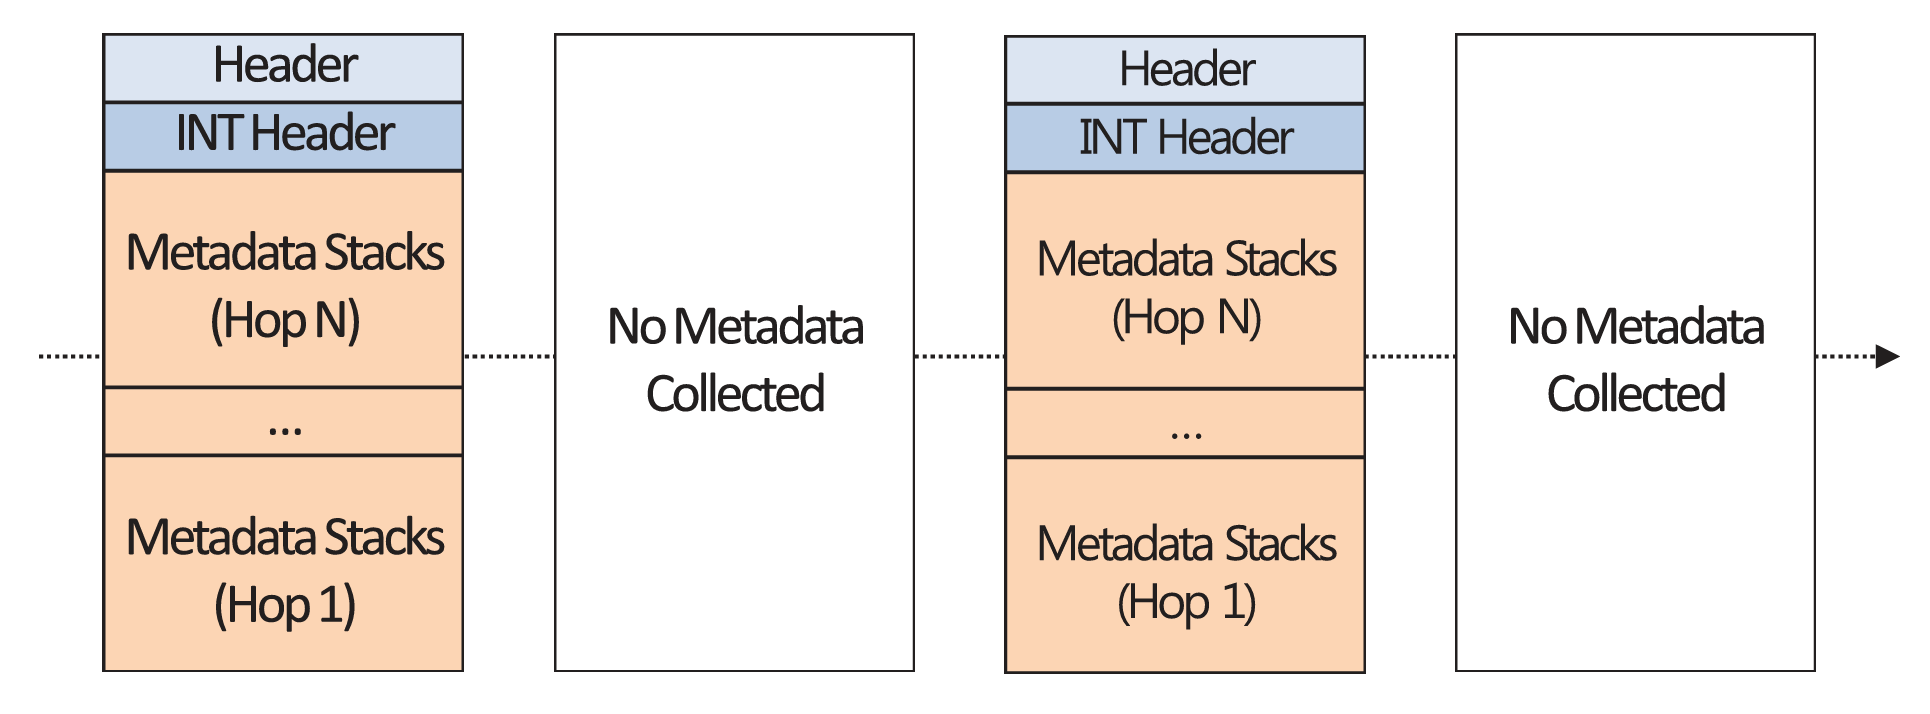 Header
INT Header
Metadata Stacks
(Hop N)
...
Metadata Stacks
(Hop 1)
No Metadata
Collected
Header
INT Header
Metadata Stacks
(Hop N)
...
Metadata Stacks
(Hop 1)
No Metadata
Collected